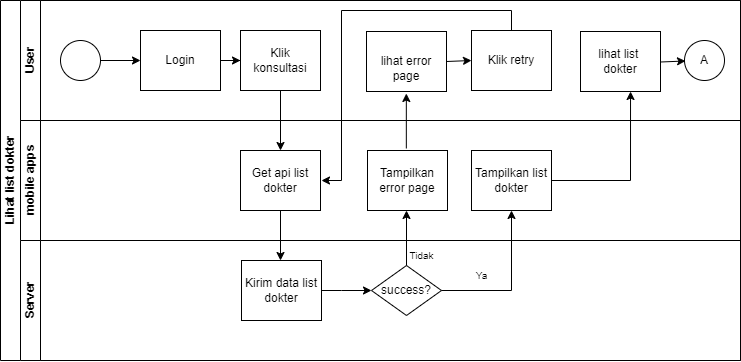 Lihat list dokter
User
Login
Klik
konsultasi
lihat error
page
Klik retry
lihat list
dokter
A
mobile apps
Get api list
dokter
Tampilkan
error page
Tampilkan list
dokter
Server
Kirim data list
dokter
success?
Tidak
Ya